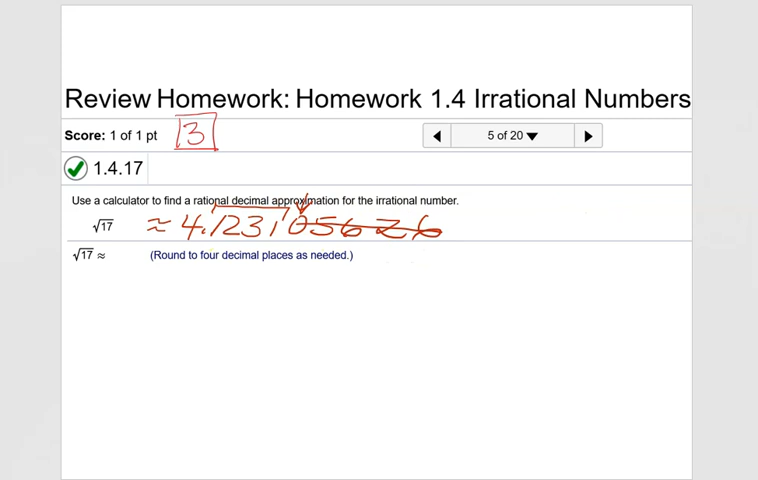 Review Homework: Homework 1.4 Irrational Numbers
Score: 1 of 1 pt 3 5 of 20
1.4.17
Use a calculator to find a rational decimal approximation for the irrational number.
√17 ≈ 4.123105626
√17 ≈ (Round to four decimal places as needed.)